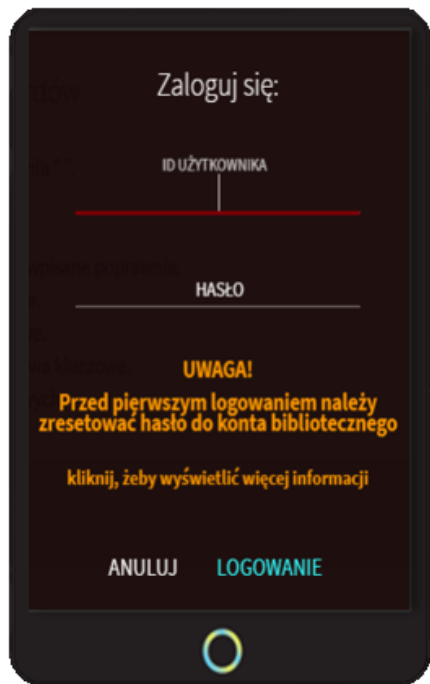 Zaloguj się:
ID UŻYTKOWNIKA
HASŁO
UWAGA!
Przed pierwszym logowaniem należy
zresetować hasło do konta bibliotecznego
kliknij, żeby wyświetlić więcej informacji
ANULUJ LOGOWANIE